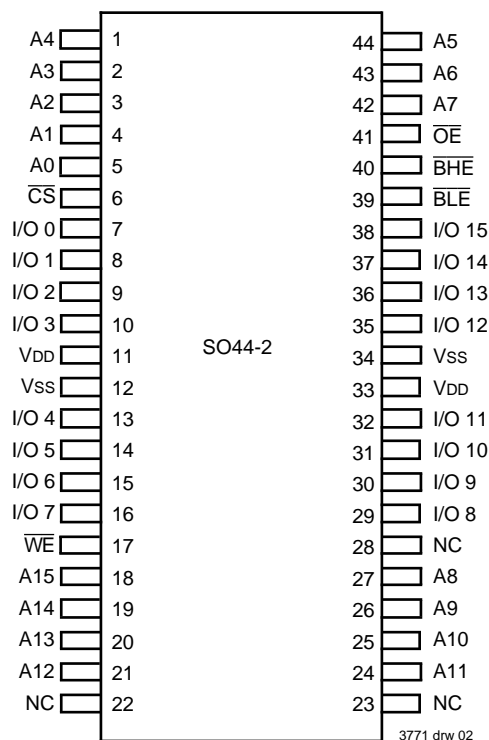 A4 1 44 A5
A3 2 43 A6
A2 3 42 A7
A1 4 41 OE
A0 5 40 BHE
CS 6 39 BLE
I/O 0 7 38 I/O 15
I/O 1 8 37 I/O 14
I/O 2 9 36 I/O 13
I/O 3 10 35 I/O 12
SO44-2
VDD 11 34 VSS
VSS 12 33 VDD
I/O 4 13 32 I/O 11
I/O 5 14 31 I/O 10
I/O 6 15 30 I/O 9
I/O 7 16 29 I/O 8
WE 17 28 NC
A15 18 27 A8
A14 19 26 A9
A13 20 25 A10
A12 21 24 A11
NC 22 23 NC
3771 drw 02